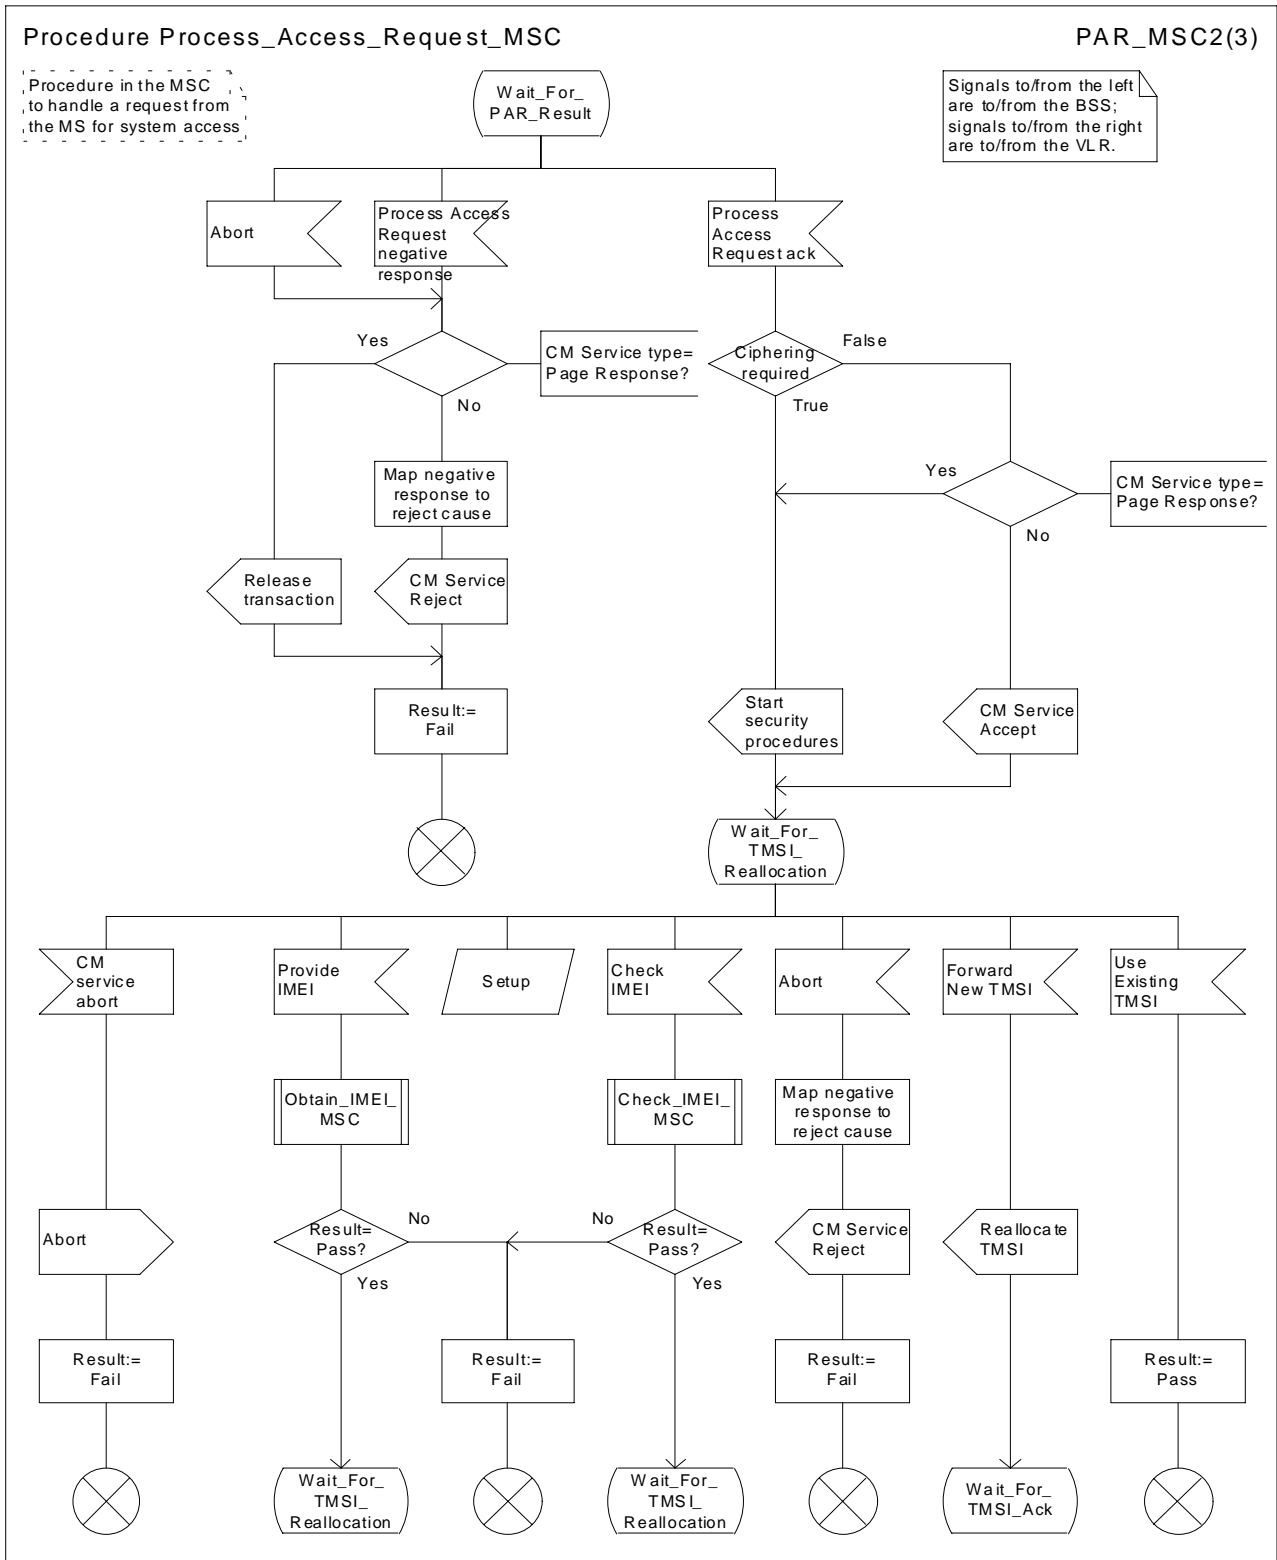 Procedure Process_Access_Request_MSC
PAR_MSC2(3)
Procedure in the MSC
to handle a request from
the MS for system access
Wait_For_
PAR_Result
Signals to/from the left
are to/from the BSS;
signals to/from the right
are to/from the VLR.
Abort
Process Access
Request
negative
response
Process
Access
Request ack
Yes
CM Service type=
Page Response?
No
Ciphering
required
False
True
Map negative
response to
reject cause
Yes
CM Service type=
Page Response?
No
Release
transaction
CM Service
Reject
Result:=
Fail
Start
security
procedures
CM Service
Accept
Wait_For_
TMSI_
Reallocation
CM
service
abort
Provide
IMEI
Setup
Check
IMEI
Abort
Forward
New TMSI
Use
Existing
TMSI
Obtain_IMEI_
MSC
Check_IMEI_
MSC
Map negative
response to
reject cause
Abort
Result=
Pass?
No
Yes
No
Result=
Pass?
Yes
CM Service
Reject
Reallocate
TMSI
Result:=
Fail
Result:=
Fail
Result:=
Fail
Result:=
Pass
Wait_For_
TMSI_
Reallocation
Wait_For_
TMSI_
Reallocation
Wait_For_
TMSI_Ack